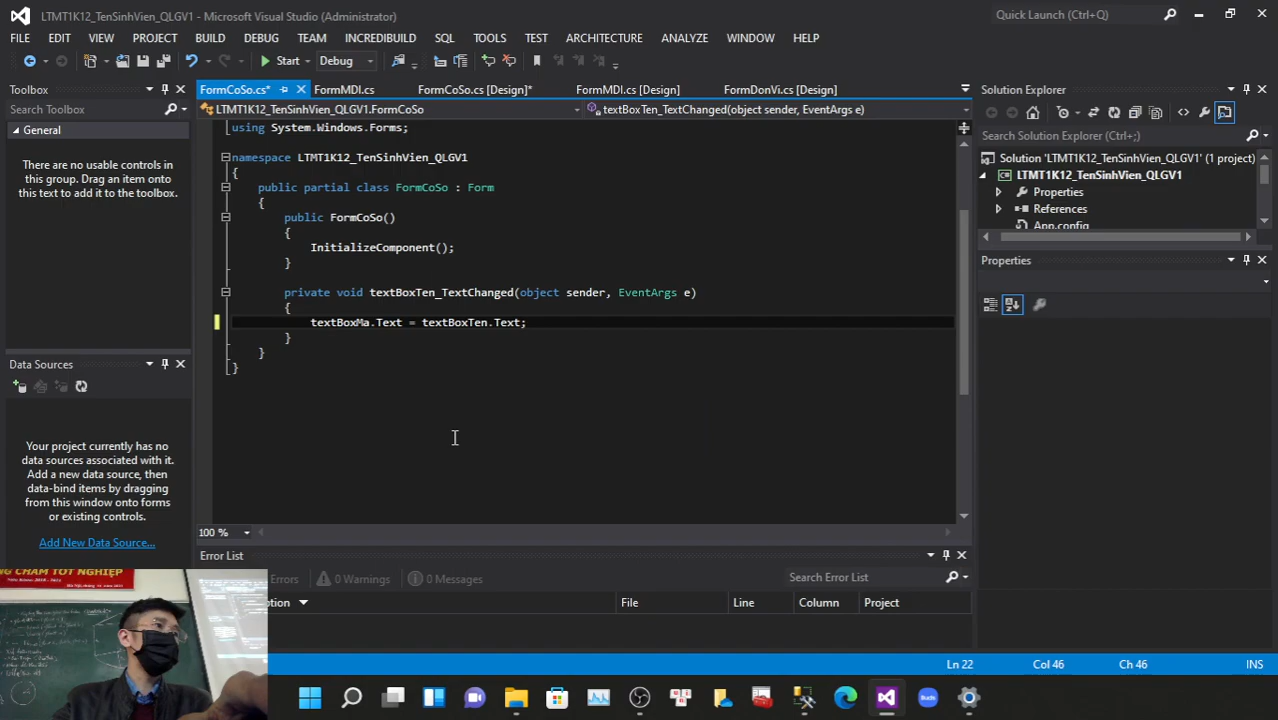 LTMT1K12_TenSinhVien_QLGV1 - Microsoft Visual Studio (Administrator)
Quick Launch (Ctrl+Q)
FILE EDIT VIEW PROJECT BUILD DEBUG TEAM INCREDIBUILD SQL TOOLS TEST ARCHITECTURE ANALYZE WINDOW HELP
Start Debug
Toolbox
Search Toolbox
General
There are no usable controls in
this group. Drag an item onto
this text to add it to the toolbox.
Data Sources
Your project currently has no
data sources associated with it.
Add a new data source, then
data-bind items by dragging
from this window onto forms
or existing controls.
Add New Data Source...
FormCoSo.cs* FormMDI.cs FormCoSo.cs [Design]* FormMDI.cs [Design] FormDonVi.cs [Design]
LTMT1K12_TenSinhVien_QLGV1.FormCoSo textBoxTen_TextChanged(object sender, EventArgs e)
using System.Windows.Forms;
namespace LTMT1K12_TenSinhVien_QLGV1
{
public partial class FormCoSo : Form
{
public FormCoSo()
{
InitializeComponent();
}
private void textBoxTen_TextChanged(object sender, EventArgs e)
{
textBoxMa.Text = textBoxTen.Text;
}
}
}
100 %
Error List
Errors 0 Warnings 0 Messages
Search Error List
ption File Line Column Project
Solution Explorer
Search Solution Explorer (Ctrl+;)
Solution 'LTMT1K12_TenSinhVien_QLGV1' (1 project)
LTMT1K12_TenSinhVien_QLGV1
Properties
References
App.config
Properties
NG CHẤM TỐT NGHIỆP
Ln 22 Col 46 Ch 46 INS